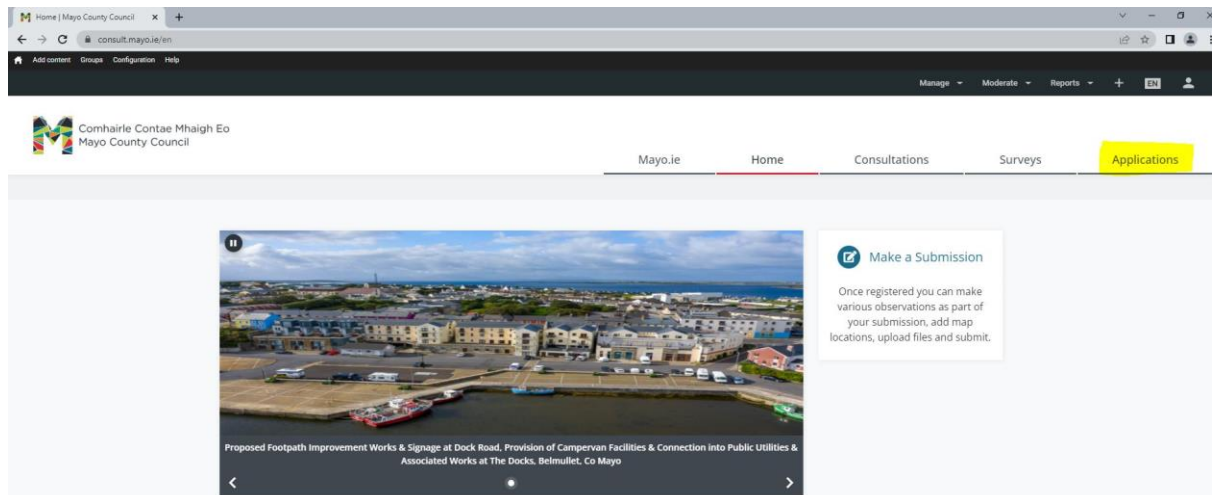 Home | Mayo County Council
consult.mayo.ie/en
Add content Groups Configuration Help
Manage Moderate Reports EN
Comhairle Contae Mhaigh Eo
Mayo County Council
Mayo.ie Home Consultations Surveys Applications
Make a Submission
Once registered you can make
various observations as part of
your submission, add map
locations, upload files and submit.
Proposed Footpath Improvement Works & Signage at Dock Road, Provision of Campervan Facilities & Connection into Public Utilities &
Associated Works at The Docks, Belmullet, Co Mayo